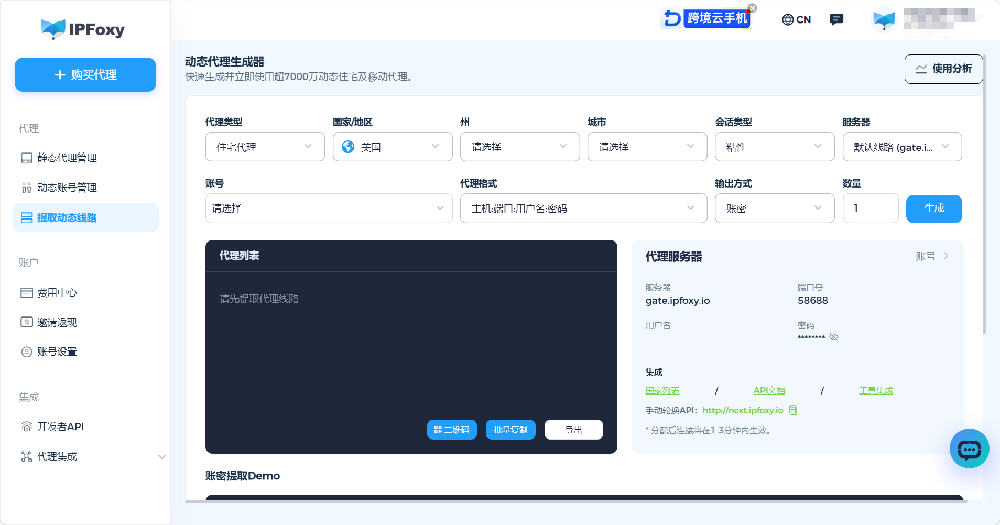 IPFoxy
跨境云手机
CN
购买代理
代理
静态代理管理
动态账号管理
提取动态线路
账户
费用中心
邀请返现
账号设置
集成
开发者API
代理集成
动态代理生成器
快速生成并立即使用超7000万动态住宅及移动代理。
使用分析
代理类型
国家/地区
州
城市
会话类型
服务器
住宅代理
美国
请选择
请选择
粘性
默认线路 (gate.i...
账号
代理格式
输出方式
数量
请选择
主机:端口:用户名:密码
账密
1
生成
代理列表
请先提取代理线路
二维码
批量复制
导出
代理服务器
账号
服务器
端口号
gate.ipfoxy.io
58688
用户名
密码
********
集成
国家列表 / API文档 / 工具集成
手动轮换API: http://next.ipfoxy.io
* 分配后连接将在1-3分钟内生效。
账密提取Demo